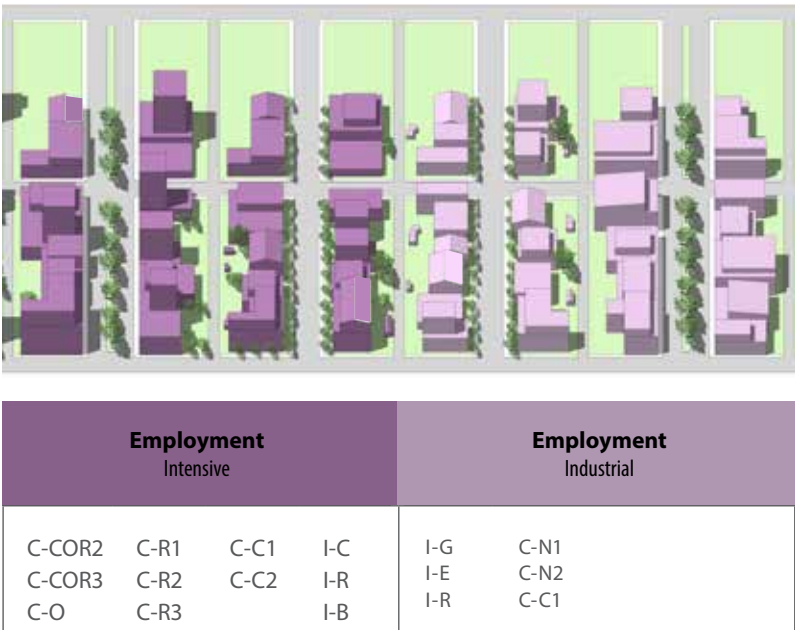 Employment
Intensive
Employment
Industrial
C-COR2 C-R1 C-C1 I-C
C-COR3 C-R2 C-C2 I-R
C-O C-R3 I-B
I-G C-N1
I-E C-N2
I-R C-C1